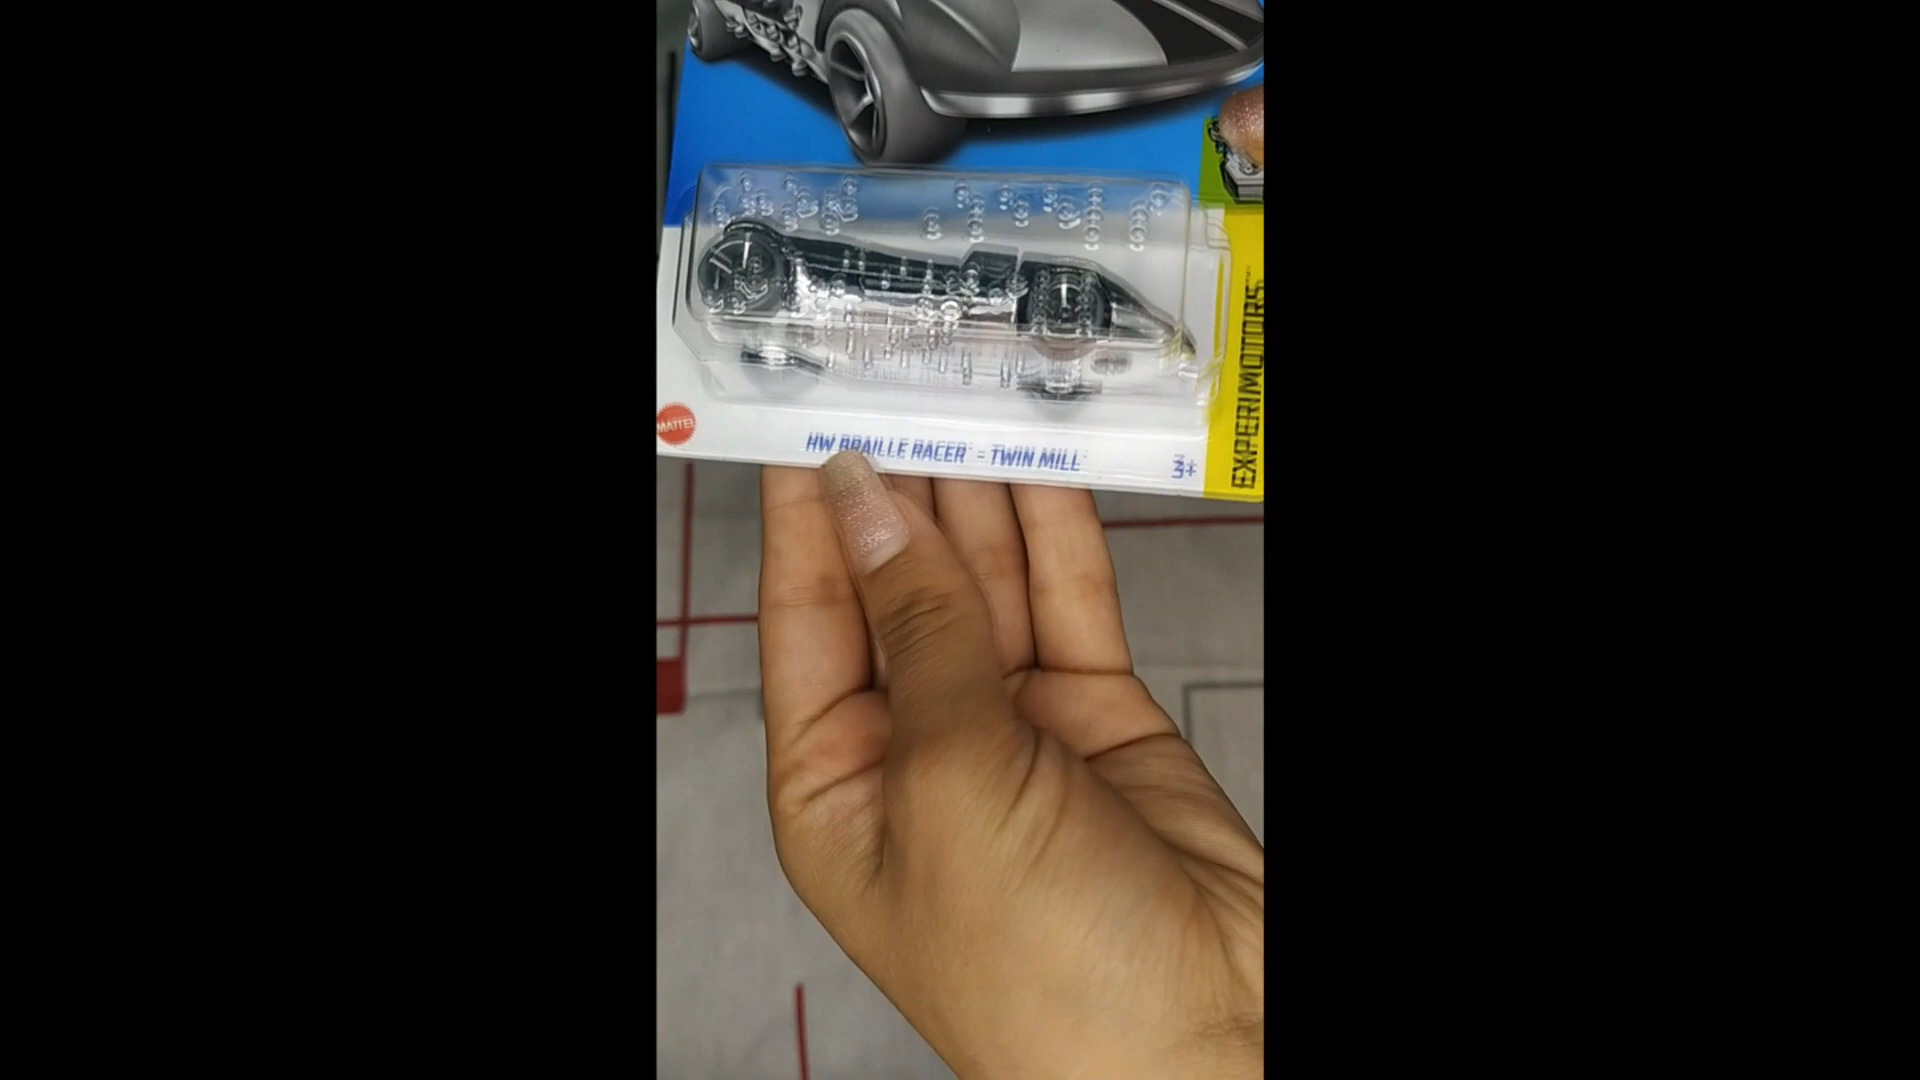 MATTEL
HW BRAILLE RACER - TWIN MILL
3+
EXPERIMOTORS